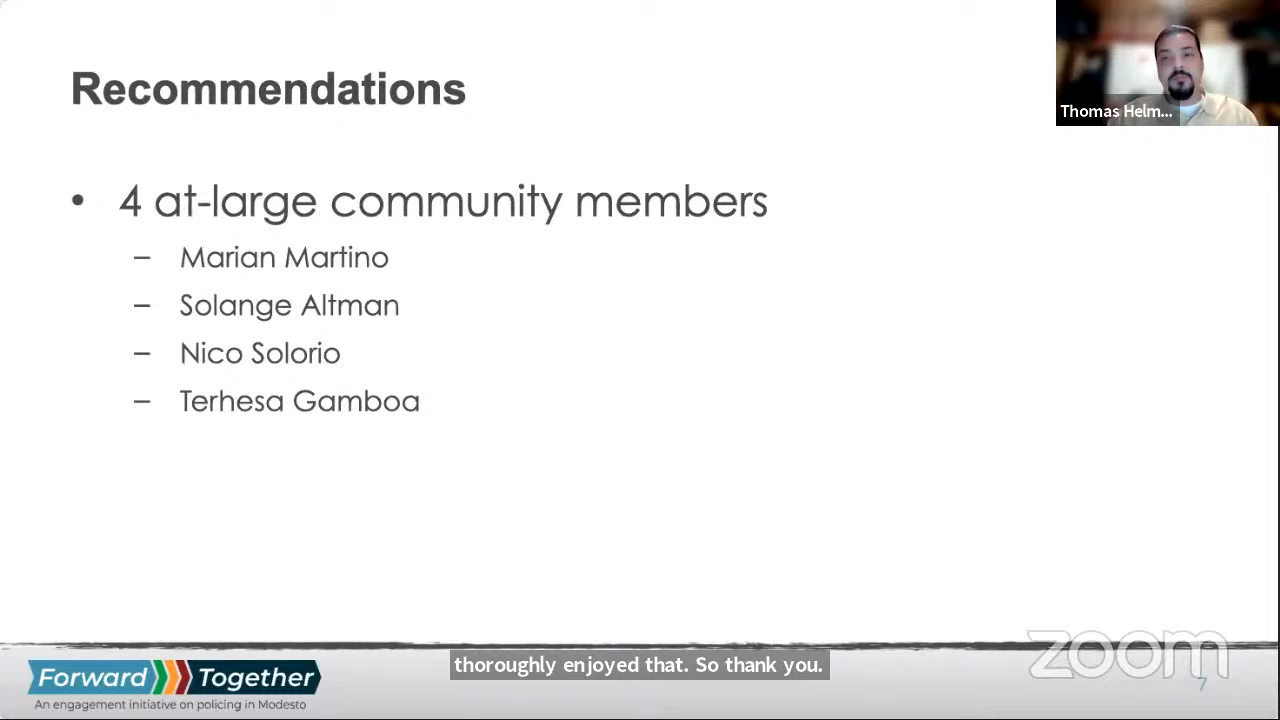 Recommendations
Thomas Helm...
• 4 at-large community members
– Marian Martino
– Solange Altman
– Nico Solorio
– Terhesa Gamboa
thoroughly enjoyed that. So thank you.
zoom
7
Forward Together
An engagement initiative on policing in Modesto